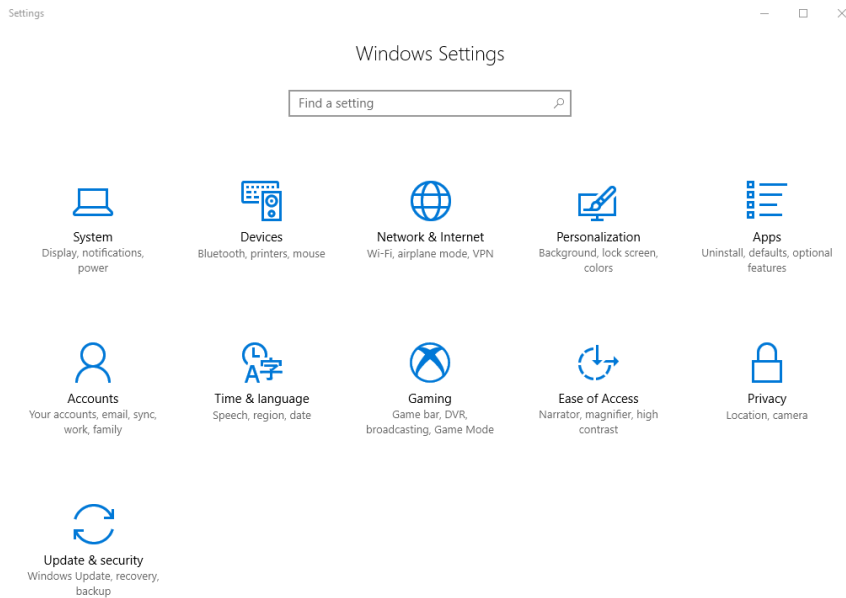 Settings
Windows Settings
Find a setting
System
Display, notifications,
power
Devices
Bluetooth, printers, mouse
Network & Internet
Wi-Fi, airplane mode, VPN
Personalization
Background, lock screen,
colors
Apps
Uninstall, defaults, optional
features
Accounts
Your accounts, email, sync,
work, family
A字
Time & language
Speech, region, date
Gaming
Game bar, DVR,
broadcasting, Game Mode
Ease of Access
Narrator, magnifier, high
contrast
Privacy
Location, camera
Update & security
Windows Update, recovery,
backup